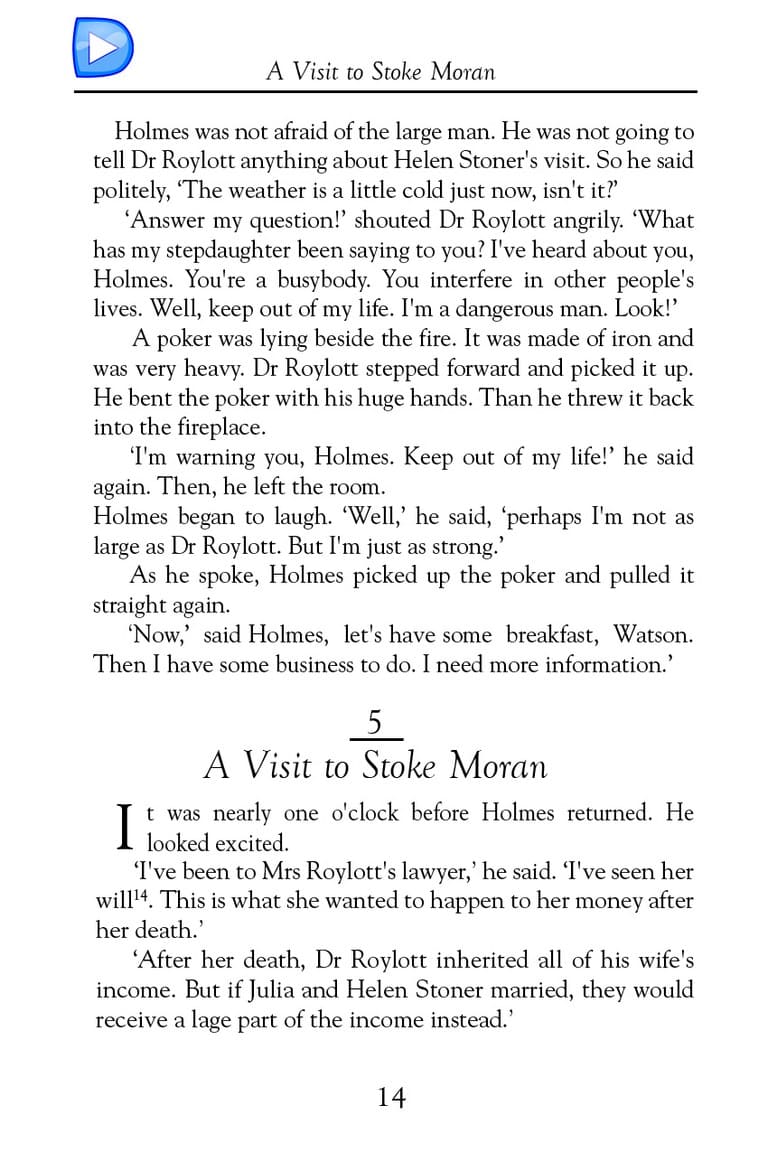 A Visit to Stoke Moran
Holmes was not afraid of the large man. He was not going to
tell Dr Roylott anything about Helen Stoner's visit. So he said
politely, ‘The weather is a little cold just now, isn't it?’
‘Answer my question!’ shouted Dr Roylott angrily. ‘What
has my stepdaughter been saying to you? I've heard about you,
Holmes. You're a busybody. You interfere in other people's
lives. Well, keep out of my life. I'm a dangerous man. Look!’
A poker was lying beside the fire. It was made of iron and
was very heavy. Dr Roylott stepped forward and picked it up.
He bent the poker with his huge hands. Than he threw it back
into the fireplace.
‘I'm warning you, Holmes. Keep out of my life!’ he said
again. Then, he left the room.
Holmes began to laugh. ‘Well,’ he said, ‘perhaps I'm not as
large as Dr Roylott. But I'm just as strong.’
As he spoke, Holmes picked up the poker and pulled it
straight again.
‘Now,’ said Holmes, let's have some breakfast, Watson.
Then I have some business to do. I need more information.’
5
A Visit to Stoke Moran
It was nearly one o'clock before Holmes returned. He
looked excited.
‘I've been to Mrs Roylott's lawyer,’ he said. ‘I've seen her
will¹⁴. This is what she wanted to happen to her money after
her death.’
‘After her death, Dr Roylott inherited all of his wife's
income. But if Julia and Helen Stoner married, they would
receive a lage part of the income instead.’
14